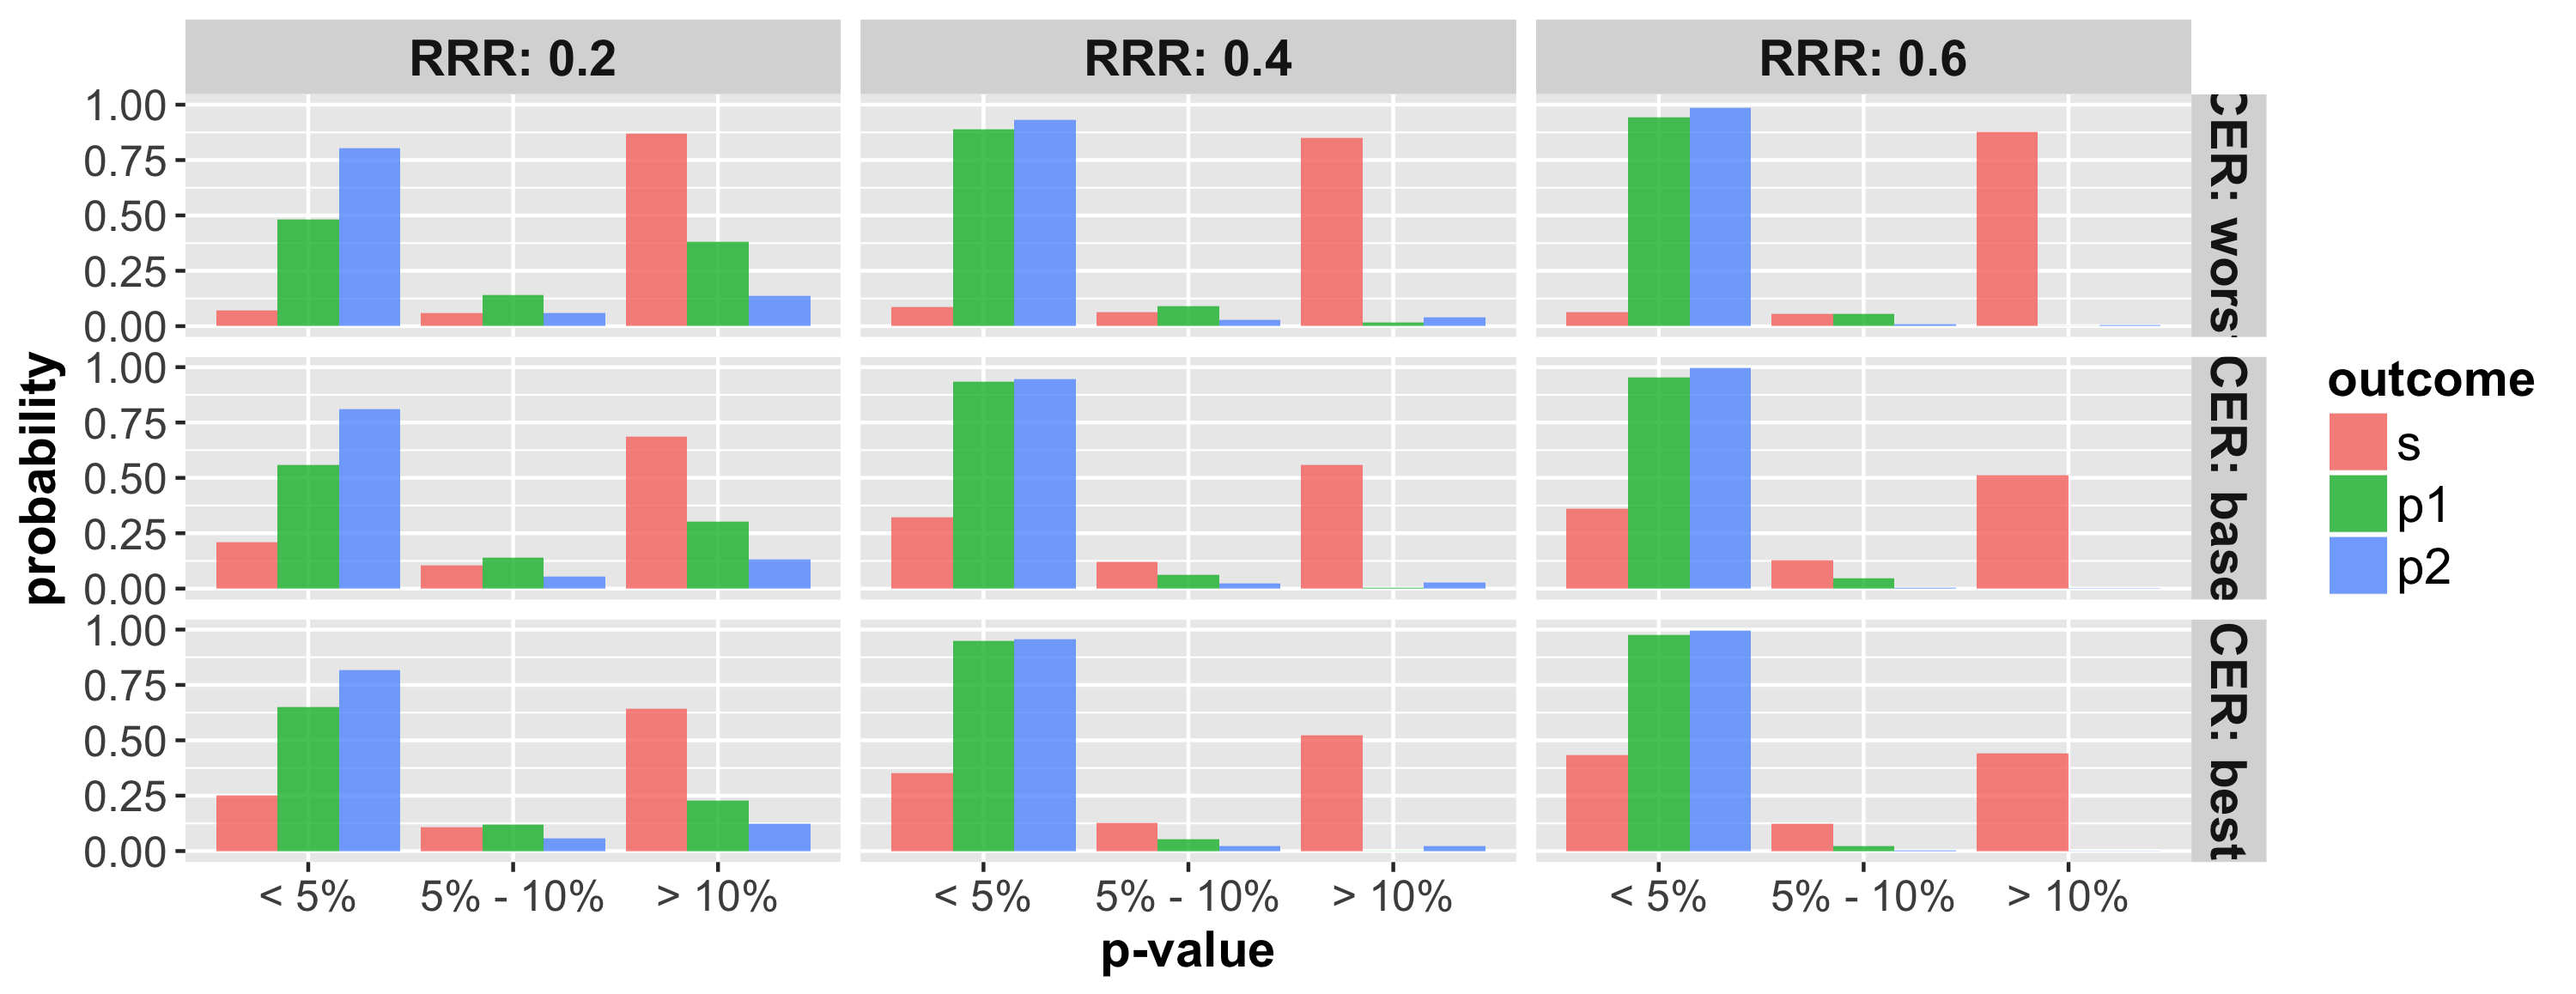 RRR: 0.2 RRR: 0.4 RRR: 0.6
1.00
0.75
0.50
0.25
0.00
CER: wors
1.00
0.75
0.50
0.25
0.00
CER: base
1.00
0.75
0.50
0.25
0.00
CER: best
probability
< 5% 5% - 10% > 10% < 5% 5% - 10% > 10% < 5% 5% - 10% > 10%
p-value
outcome
s
p1
p2